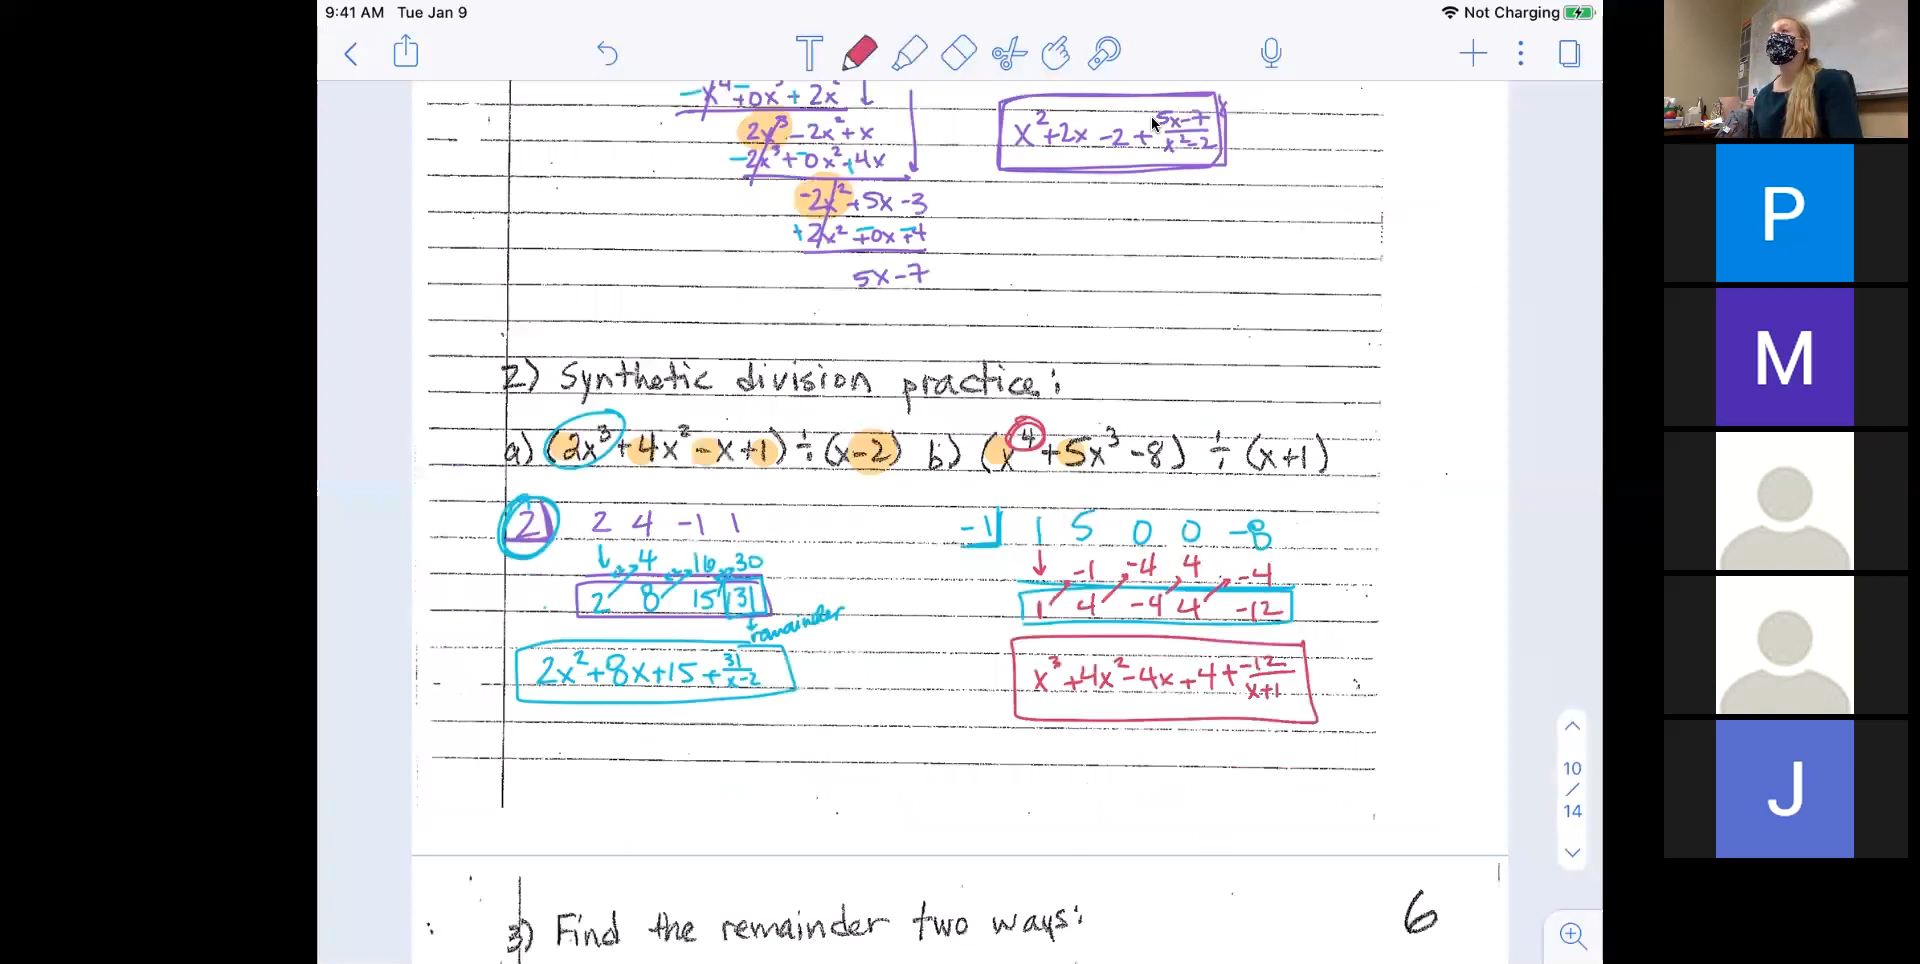 9:41 AM Tue Jan 9
Not Charging
-x⁴+0x³+2x²
2x³-2x²+x
-2x³+0x²+4x
-2x²+5x-3
+2x²+0x+4
5x-7
x²+2x-2+(5x-7)/(x²-2)
2) Synthetic division practice:
a) (2x³+4x²-x+1)÷(x-2) b) (x⁴+5x³-8)÷(x+1)
2 2 4 -1 1
4 16 30
2 8 15 31
remainder
2x²+8x+15+31/(x-2)
-1 1 5 0 0 -8
-1 -4 4 -4
1 4 -4 4 -12
x³+4x²-4x+4+-12/(x+1)
3) Find the remainder two ways:
6
10
/
14
P
M
J